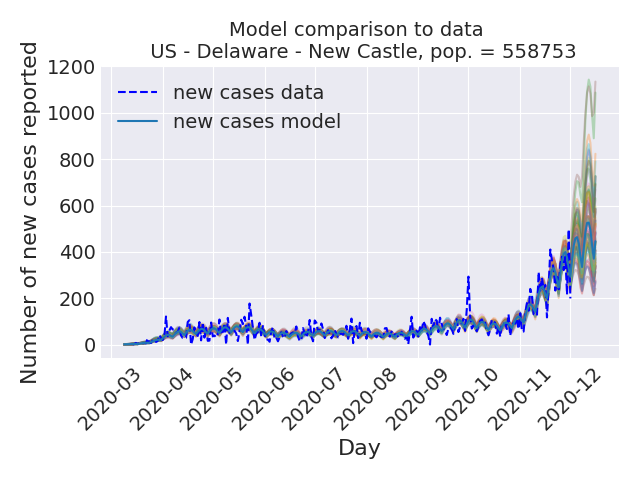 Model comparison to data
US - Delaware - New Castle, pop. = 558753
Number of new cases reported
1200
1000
800
600
400
200
0
new cases data
new cases model
2020-03
2020-04
2020-05
2020-06
2020-07
2020-08
2020-09
2020-10
2020-11
2020-12
Day